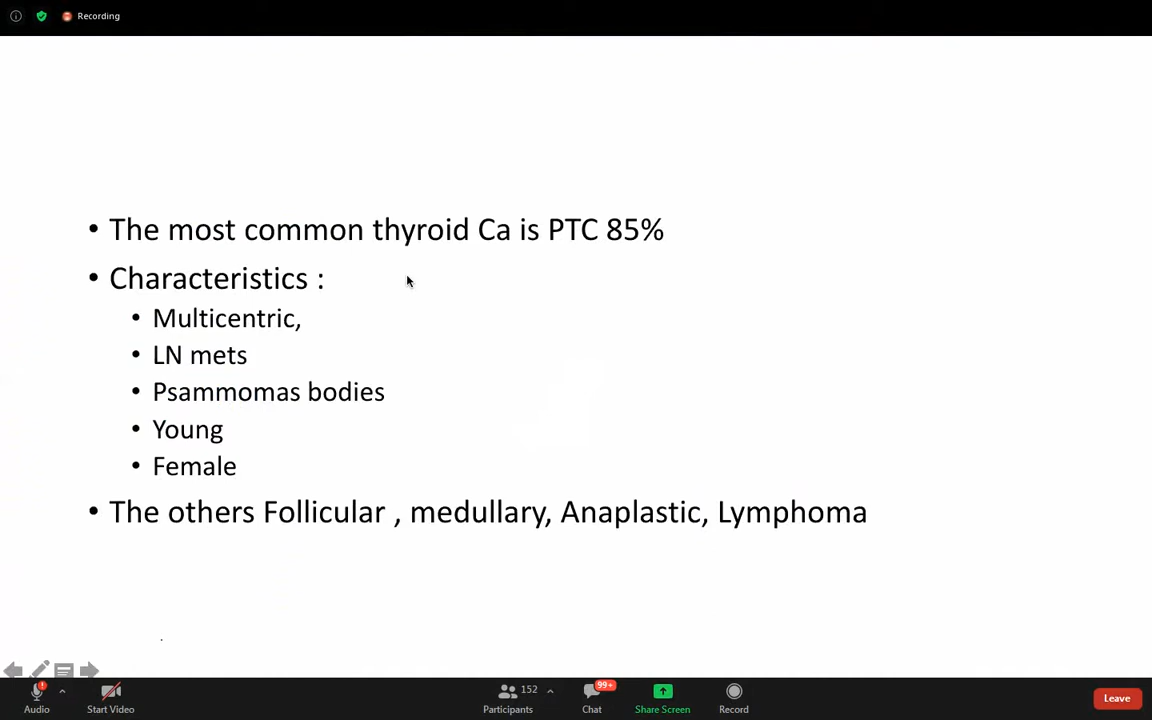 Recording
• The most common thyroid Ca is PTC 85%
• Characteristics :
• Multicentric,
• LN mets
• Psammomas bodies
• Young
• Female
• The others Follicular , medullary, Anaplastic, Lymphoma
152
99+
Audio
Start Video
Participants
Chat
Share Screen
Record
Leave